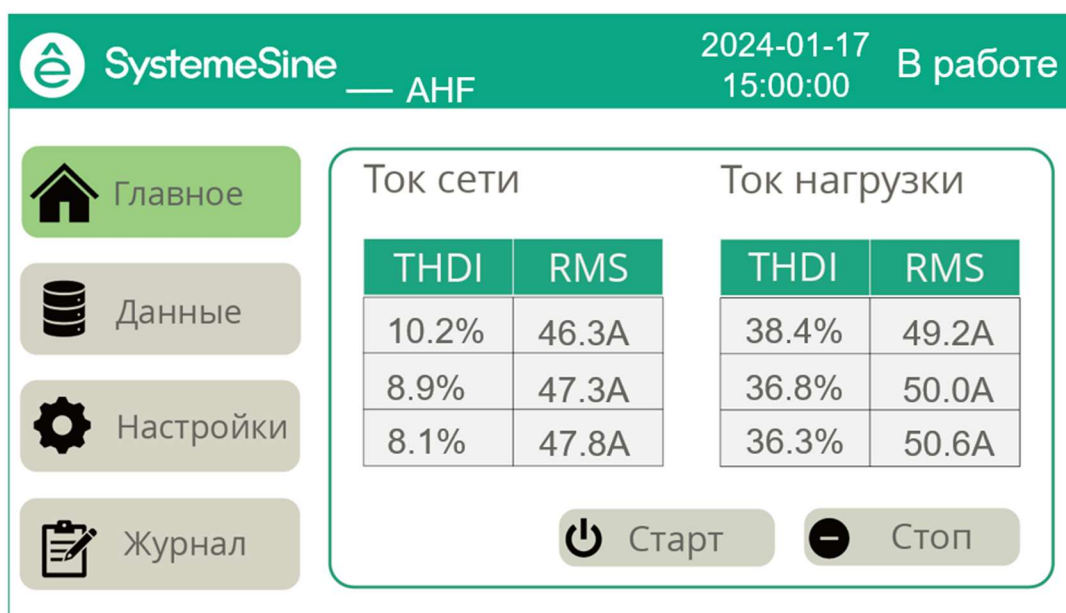 ê SystemeSine — AHF
2024-01-17
15:00:00
В работе
Главное
Данные
Настройки
Журнал
Ток сети
THDI RMS
10.2% 46.3A
8.9% 47.3A
8.1% 47.8A
Ток нагрузки
THDI RMS
38.4% 49.2A
36.8% 50.0A
36.3% 50.6A
Старт
Стоп